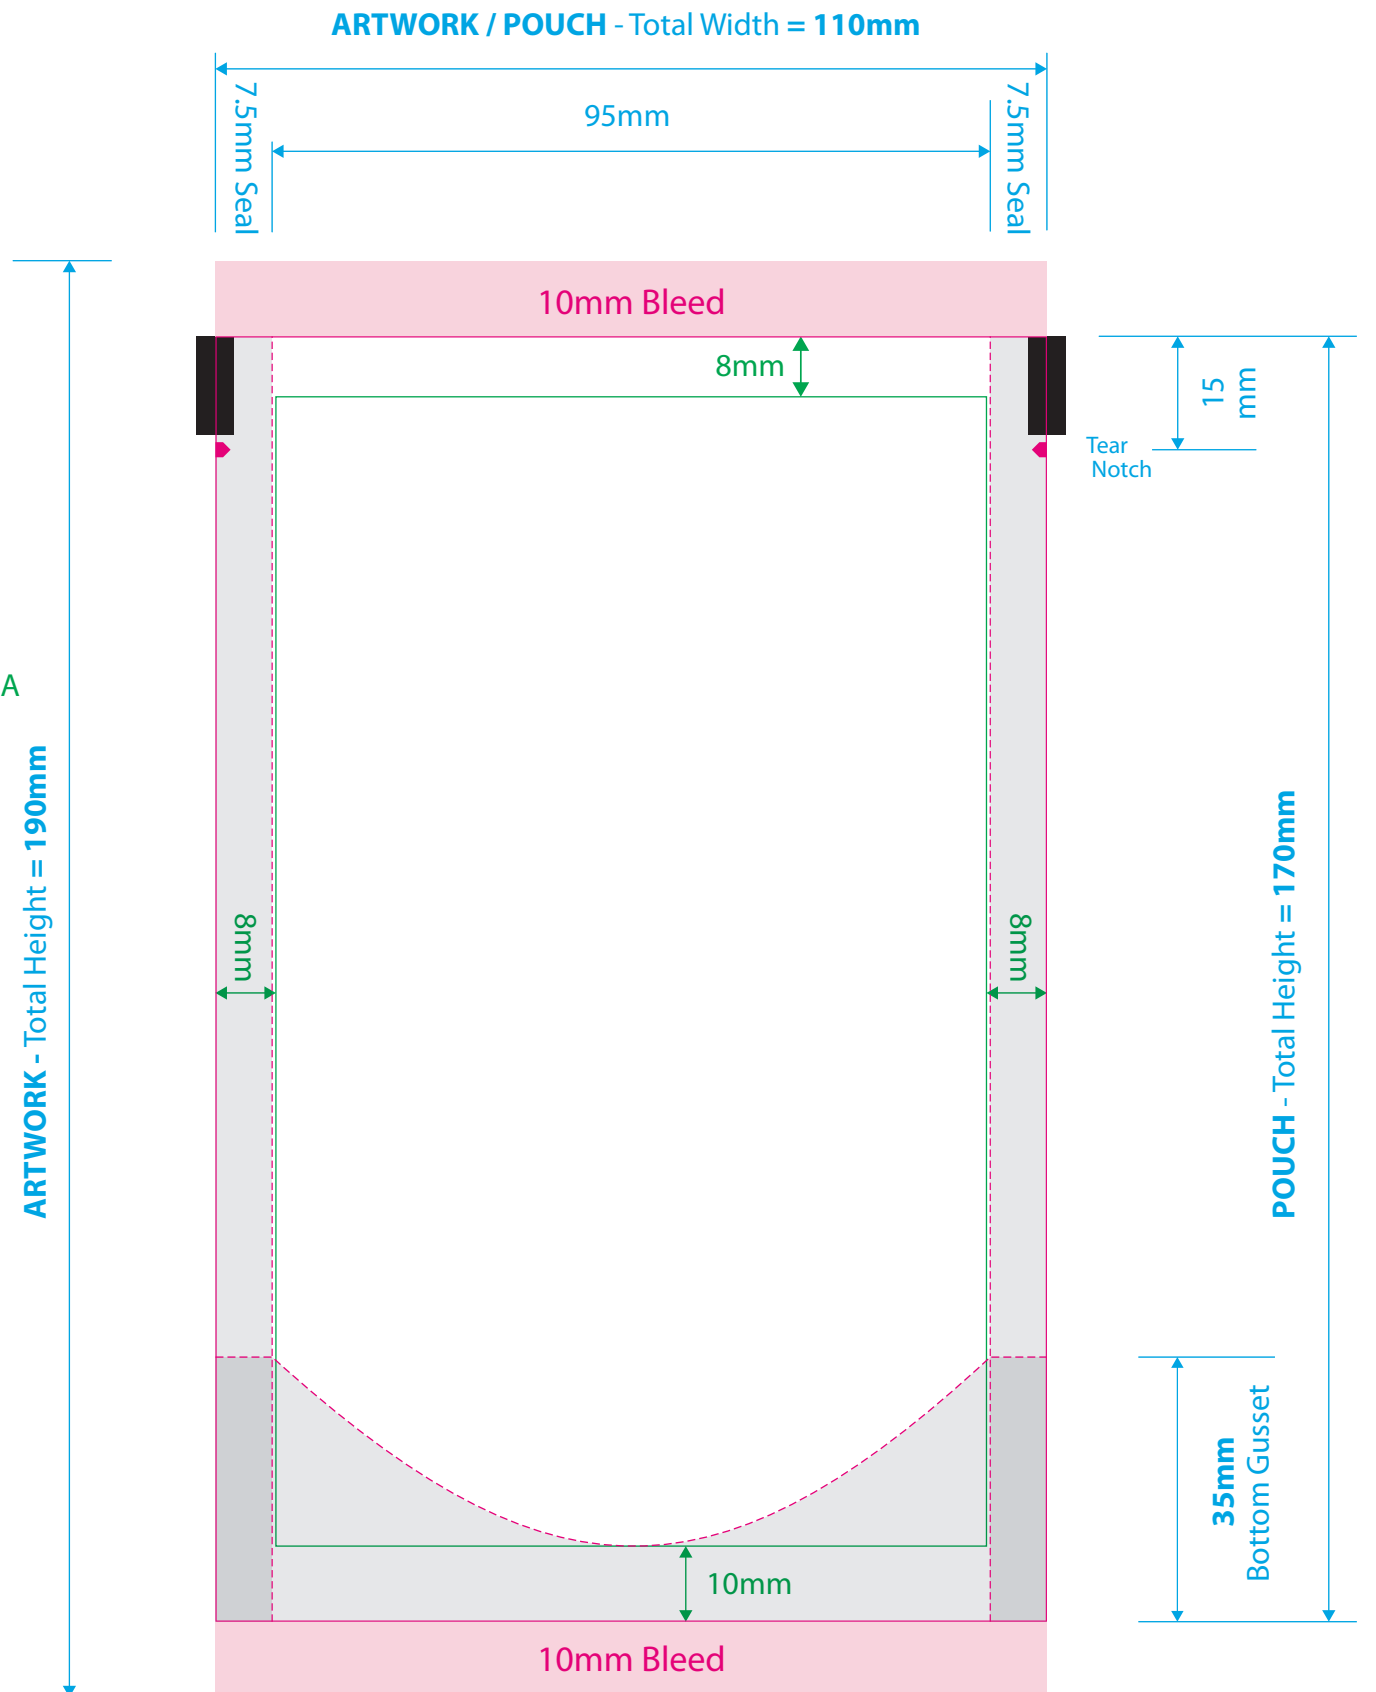 ARTWORK / POUCH - Total Width = 110mm
7.5mm Seal
95mm
7.5mm Seal
10mm Bleed
8mm
15
mm
Tear
Notch
A
ARTWORK - Total Height = 190mm
POUCH - Total Height = 170mm
8mm
8mm
35mm
Bottom Gusset
10mm
10mm Bleed